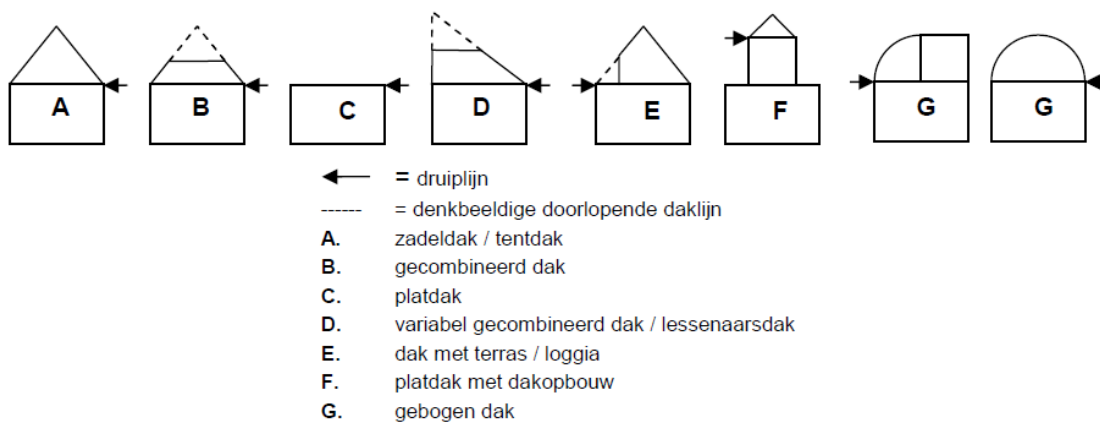 A B C D E F G G
= druiplijn
------ = denkbeeldige doorlopende daklijn
A. zadeldak / tentdak
B. gecombineerd dak
C. platdak
D. variabel gecombineerd dak / lessenaarsdak
E. dak met terras / loggia
F. platdak met dakopbouw
G. gebogen dak